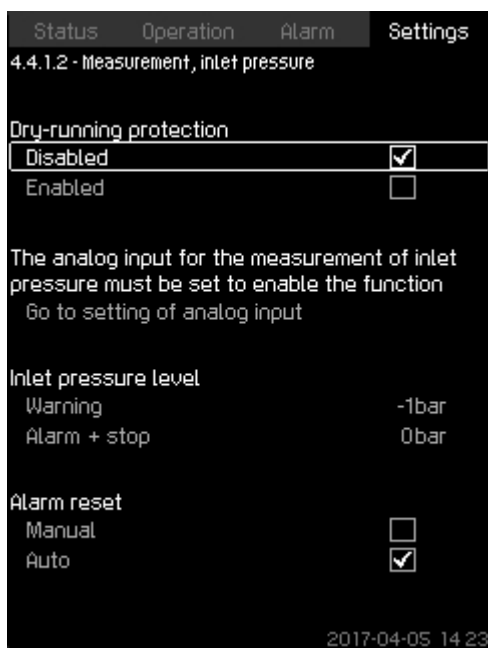 Status Operation Alarm Settings
4.4.1.2 - Measurement, inlet pressure
Dry-running protection
Disabled
Enabled
The analog input for the measurement of inlet
pressure must be set to enable the function
Go to setting of analog input
Inlet pressure level
Warning -1bar
Alarm + stop 0bar
Alarm reset
Manual
Auto
2017-04-05 14 23